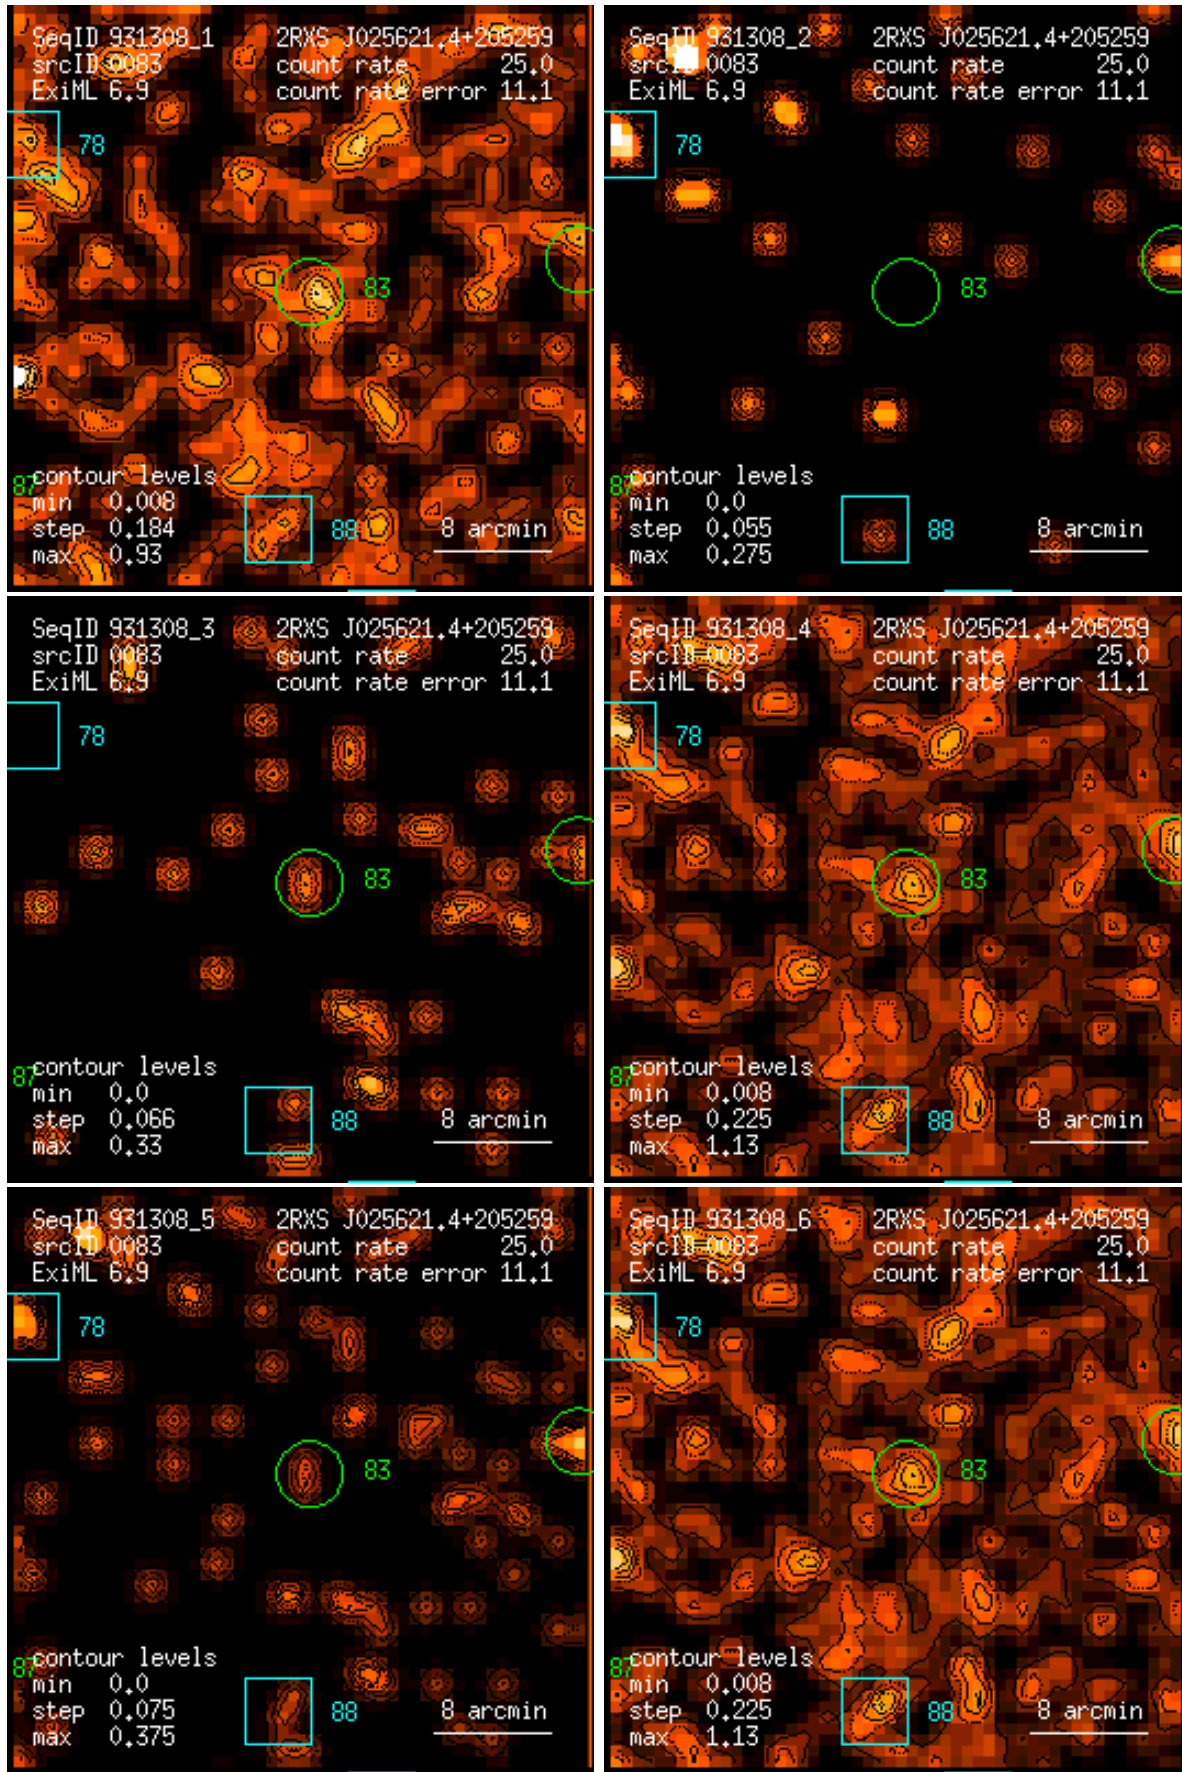 SeqID 931308_1 2RXS J025621.4+205259
srcID 0083 count rate 25.0
ExiML 6.9 count rate error 11.1
78
83
87
contour levels
min 0.008
step 0.184 88 8 arcmin
max 0.93
SeqID 931308_2 2RXS J025621.4+205259
srcID 0083 count rate 25.0
ExiML 6.9 count rate error 11.1
78
83
87
contour levels
min 0.0
step 0.055 88 8 arcmin
max 0.275
SeqID 931308_3 2RXS J025621.4+205259
srcID 0083 count rate 25.0
ExiML 6.9 count rate error 11.1
78
83
87
contour levels
min 0.0
step 0.066 88 8 arcmin
max 0.33
SeqID 931308_4 2RXS J025621.4+205259
srcID 0083 count rate 25.0
ExiML 6.9 count rate error 11.1
78
83
87
contour levels
min 0.008
step 0.225 88 8 arcmin
max 1.13
SeqID 931308_5 2RXS J025621.4+205259
srcID 0083 count rate 25.0
ExiML 6.9 count rate error 11.1
78
83
87
contour levels
min 0.0
step 0.075 88 8 arcmin
max 0.375
SeqID 931308_6 2RXS J025621.4+205259
srcID 0083 count rate 25.0
ExiML 6.9 count rate error 11.1
78
83
87
contour levels
min 0.008
step 0.225 88 8 arcmin
max 1.13